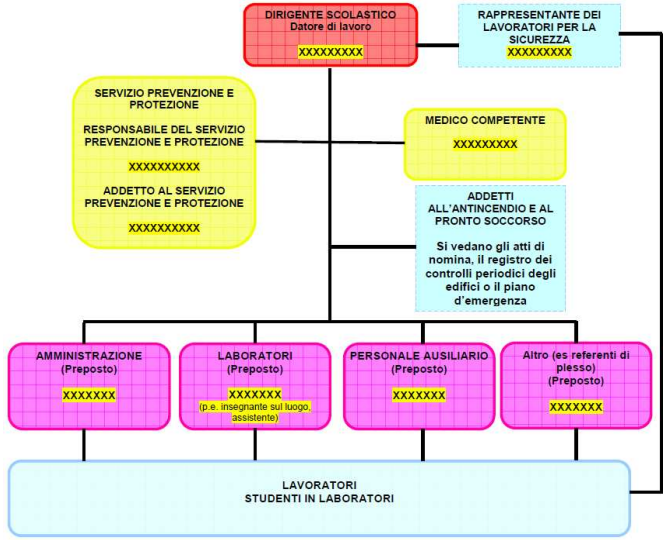 DIRIGENTE SCOLASTICO
Datore di lavoro
XXXXXXXXX
RAPPRESENTANTE DEI
LAVORATORI PER LA
SICUREZZA
XXXXXXXXX
SERVIZIO PREVENZIONE E
PROTEZIONE
RESPONSABILE DEL SERVIZIO
PREVENZIONE E PROTEZIONE
XXXXXXXXXX
ADDETTO AL SERVIZIO
PREVENZIONE E PROTEZIONE
XXXXXXXXXX
MEDICO COMPETENTE
XXXXXXXXX
ADDETTI
ALL'ANTINCENDIO E AL
PRONTO SOCCORSO
Si vedano gli atti di
nomina, il registro dei
controlli periodici degli
edifici o il piano
d'emergenza
AMMINISTRAZIONE
(Preposto)
XXXXXXX
LABORATORI
(Preposto)
XXXXXXX
(p.e. insegnante sul luogo,
assistente)
PERSONALE AUSILIARIO
(Preposto)
XXXXXXX
Altro (es referenti di
plesso)
(Preposto)
XXXXXXX
LAVORATORI
STUDENTI IN LABORATORI